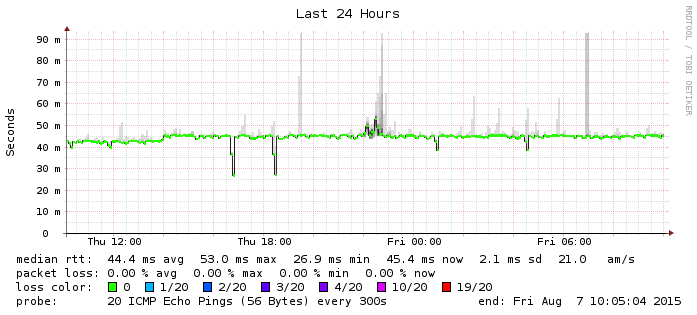 Last 24 Hours
RRDTOOL / TOBI OETIKER
Seconds
90 m
80 m
70 m
60 m
50 m
40 m
30 m
20 m
10 m
0
Thu 12:00 Thu 18:00 Fri 00:00 Fri 06:00
median rtt: 44.4 ms avg 53.0 ms max 26.9 ms min 45.4 ms now 2.1 ms sd 21.0 am/s
packet loss: 0.00 % avg 0.00 % max 0.00 % min 0.00 % now
loss color: 0 1/20 2/20 3/20 4/20 10/20 19/20
probe: 20 ICMP Echo Pings (56 Bytes) every 300s end: Fri Aug 7 10:05:04 2015